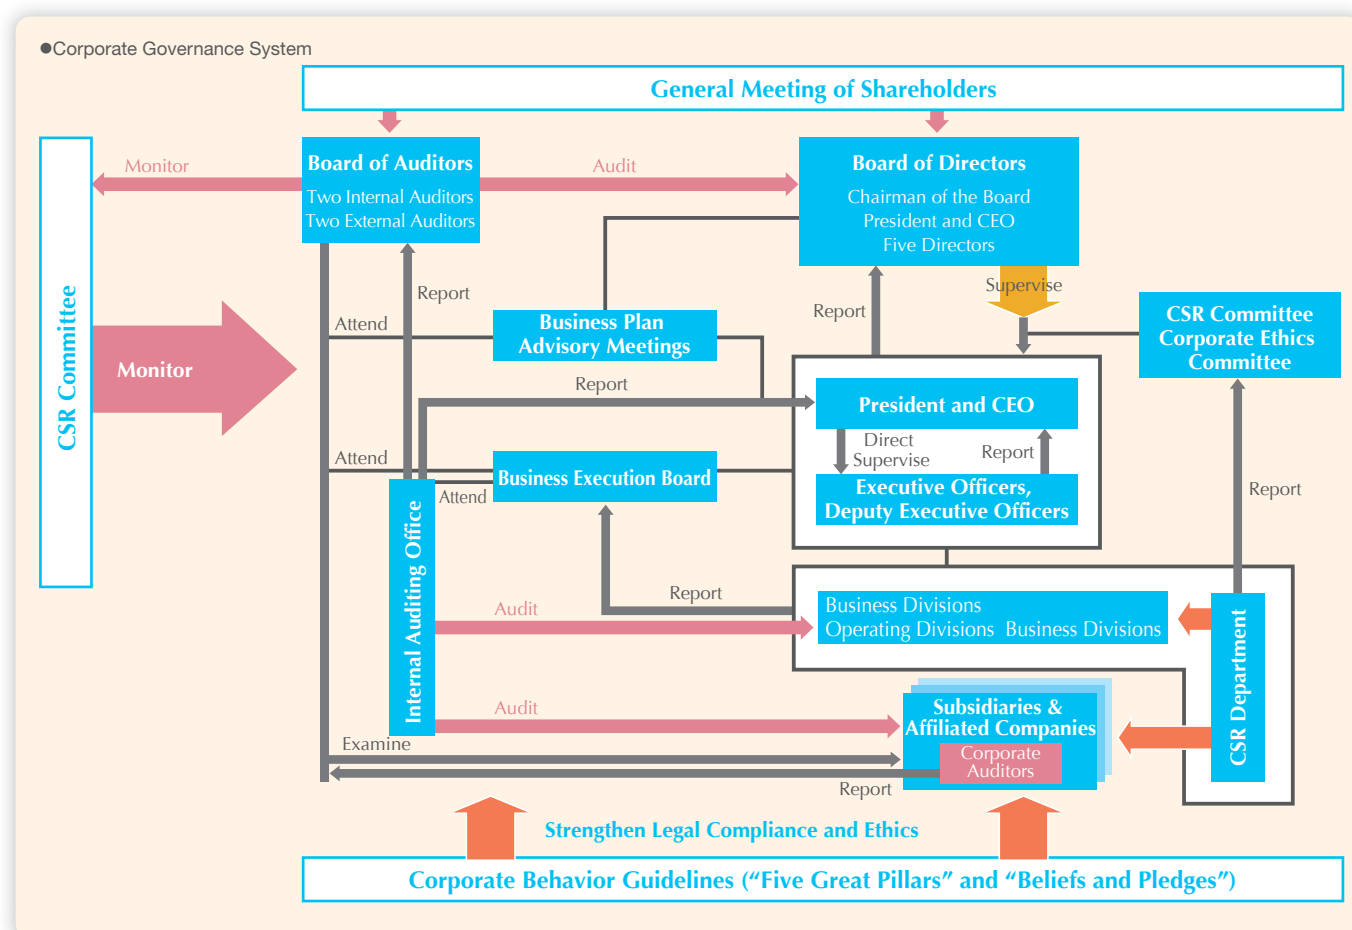 ●Corporate Governance System
General Meeting of Shareholders
CSR Committee
Monitor
Monitor
Board of Auditors
Two Internal Auditors
Two External Auditors
Audit
Board of Directors
Chairman of the Board
President and CEO
Five Directors
Supervise
Report
Report
Attend
Business Plan
Advisory Meetings
CSR Committee
Corporate Ethics
Committee
Report
President and CEO
Direct
Supervise
Report
Executive Officers,
Deputy Executive Officers
Attend
Attend
Business Execution Board
Report
Internal Auditing Office
Report
Audit
Business Divisions
Operating Divisions Business Divisions
CSR Department
Audit
Subsidiaries &
Affiliated Companies
Corporate
Auditors
Examine
Report
Strengthen Legal Compliance and Ethics
Corporate Behavior Guidelines (“Five Great Pillars” and “Beliefs and Pledges”)